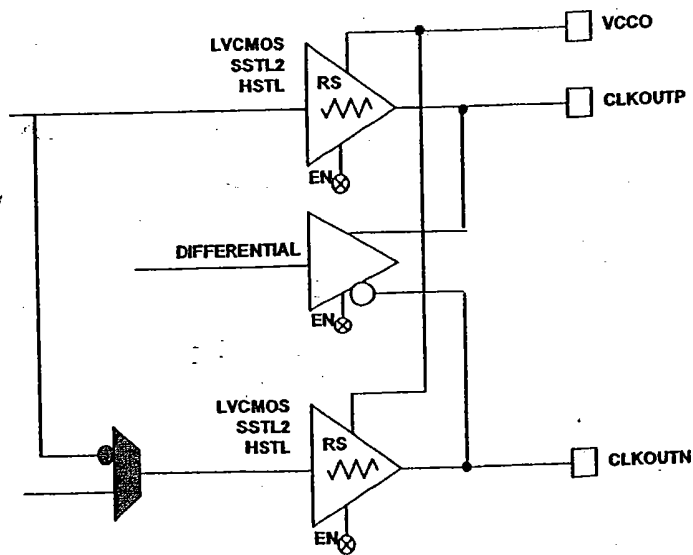 VCCO
LVCMOS
SSTL2
HSTL
RS
CLKOUTP
EN
DIFFERENTIAL
EN
LVCMOS
SSTL2
HSTL
RS
CLKOUTN
EN